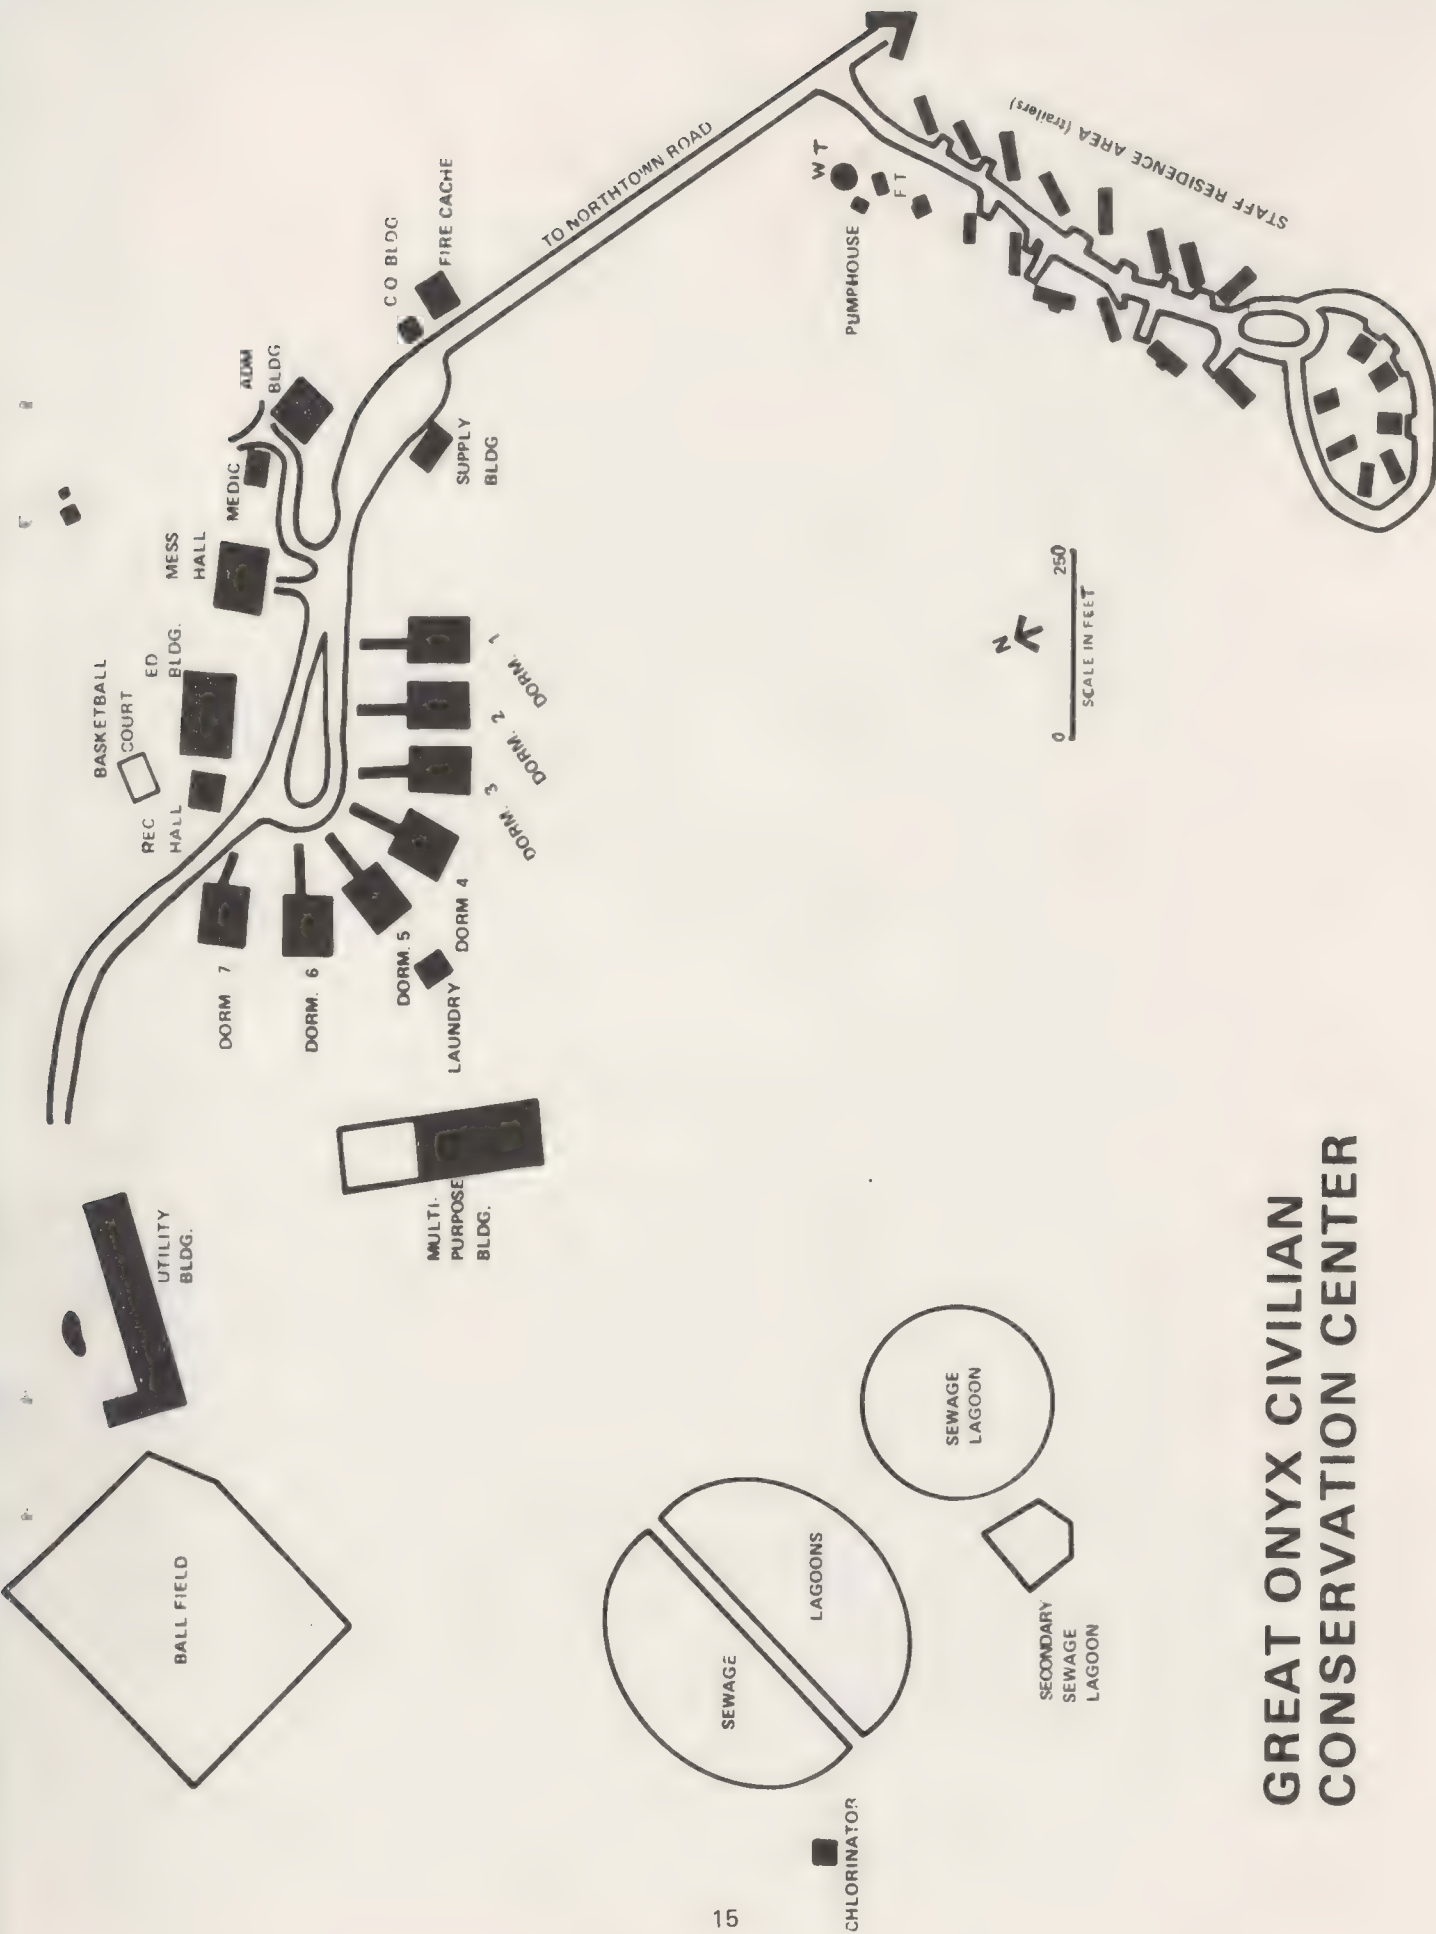 GREAT ONYX CIVILIAN
CONSERVATION CENTER
BALL FIELD
UTILITY
BLDG.
MULTI-
PURPOSE
BLDG.
SEWAGE
LAGOONS
SEWAGE
LAGOON
SECONDARY
SEWAGE
LAGOON
CHLORINATOR
DORM 7
DORM. 6
DORM. 5
DORM 4
DORM. 3
DORM. 2
DORM. 1
LAUNDRY
REC
HALL
BASKETBALL
COURT
ED
BLDG.
MESS
HALL
MEDIC
ADM
BLDG
C O BLDG
FIRE CACHE
SUPPLY
BLDG
TO NORTHTOWN ROAD
W T
F T
PUMPHOUSE
STAFF RESIDENCE AREA (trailers)
N
0 250
SCALE IN FEET
15